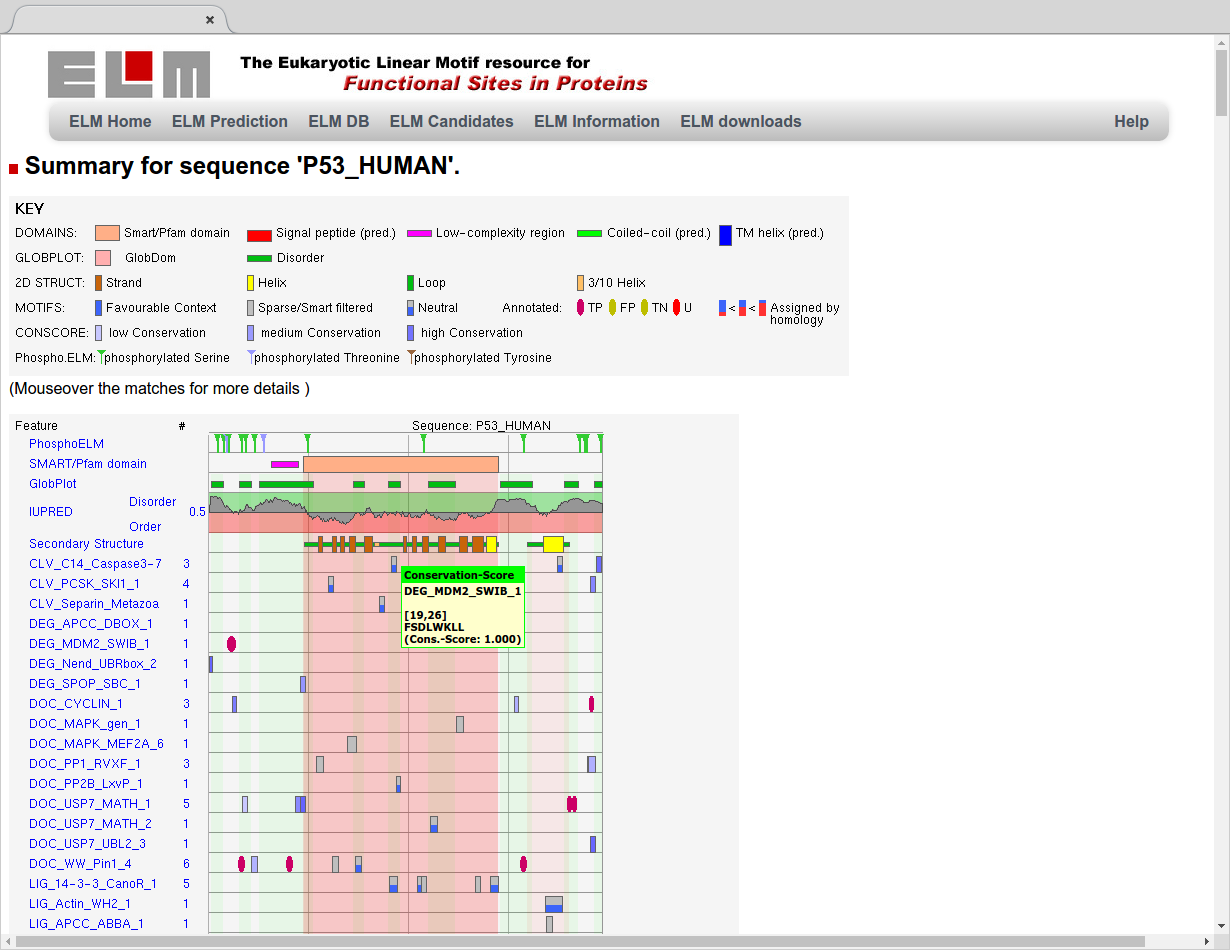 ×
ELM
The Eukaryotic Linear Motif resource for
Functional Sites in Proteins
ELM Home ELM Prediction ELM DB ELM Candidates ELM Information ELM downloads Help
Summary for sequence 'P53_HUMAN'.
KEY
DOMAINS: Smart/Pfam domain Signal peptide (pred.) Low-complexity region Coiled-coil (pred.) TM helix (pred.)
GLOBPLOT: GlobDom Disorder
2D STRUCT: Strand Helix Loop 3/10 Helix
MOTIFS: Favourable Context Sparse/Smart filtered Neutral Annotated: TP FP TN U < < Assigned by
homology
CONSCORE: low Conservation medium Conservation high Conservation
Phospho.ELM: phosphorylated Serine phosphorylated Threonine phosphorylated Tyrosine
(Mouseover the matches for more details )
Feature # Sequence: P53_HUMAN
PhosphoELM
SMART/Pfam domain
GlobPlot
Disorder
IUPRED 0.5
Order
Secondary Structure
CLV_C14_Caspase3-7 3
CLV_PCSK_SKI1_1 4
CLV_Separin_Metazoa 1
DEG_APCC_DBOX_1 1
DEG_MDM2_SWIB_1 1
DEG_Nend_UBRbox_2 1
DEG_SPOP_SBC_1 1
DOC_CYCLIN_1 3
DOC_MAPK_gen_1 1
DOC_MAPK_MEF2A_6 1
DOC_PP1_RVXF_1 3
DOC_PP2B_LxvP_1 1
DOC_USP7_MATH_1 5
DOC_USP7_MATH_2 1
DOC_USP7_UBL2_3 1
DOC_WW_Pin1_4 6
LIG_14-3-3_CanoR_1 5
LIG_Actin_WH2_1 1
LIG_APCC_ABBA_1 1
Conservation-Score
DEG_MDM2_SWIB_1
[19,26]
FSDLWKLL
(Cons.-Score: 1.000)